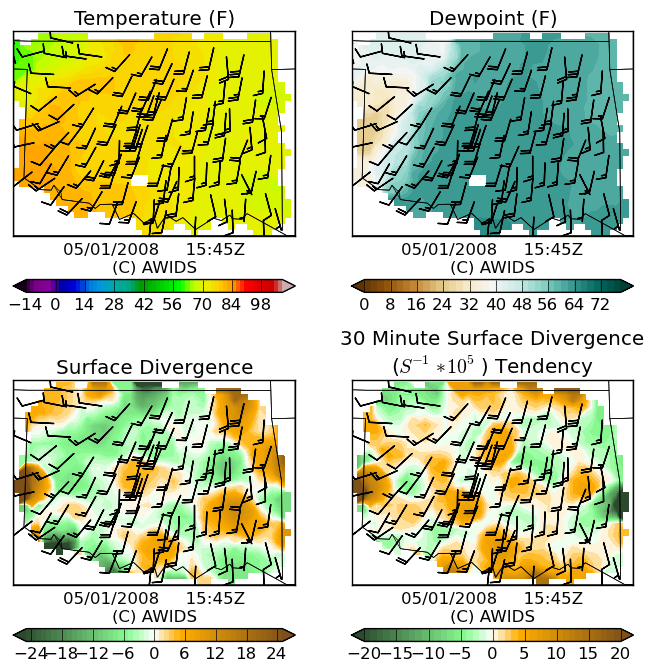 Temperature (F)
Dewpoint (F)
05/01/2008 15:45Z
(C) AWIDS
05/01/2008 15:45Z
(C) AWIDS
−14 0 14 28 42 56 70 84 98
0 8 16 24 32 40 48 56 64 72
Surface Divergence
30 Minute Surface Divergence
(S⁻¹ *10⁵ ) Tendency
05/01/2008 15:45Z
(C) AWIDS
05/01/2008 15:45Z
(C) AWIDS
−24 −18 −12 −6 0 6 12 18 24
−20 −15 −10 −5 0 5 10 15 20